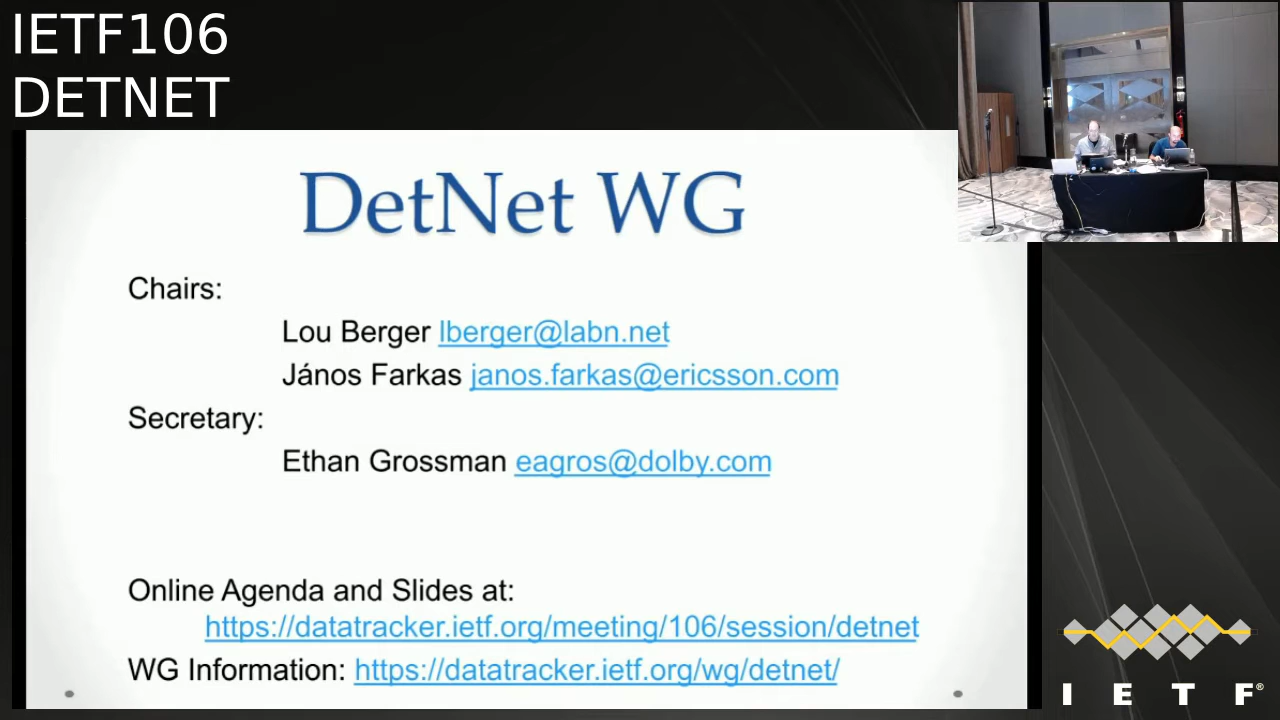 IETF106
DETNET
DetNet WG
Chairs:
Lou Berger lberger@labn.net
János Farkas janos.farkas@ericsson.com
Secretary:
Ethan Grossman eagros@dolby.com
Online Agenda and Slides at:
https://datatracker.ietf.org/meeting/106/session/detnet
WG Information: https://datatracker.ietf.org/wg/detnet/
I E T F®